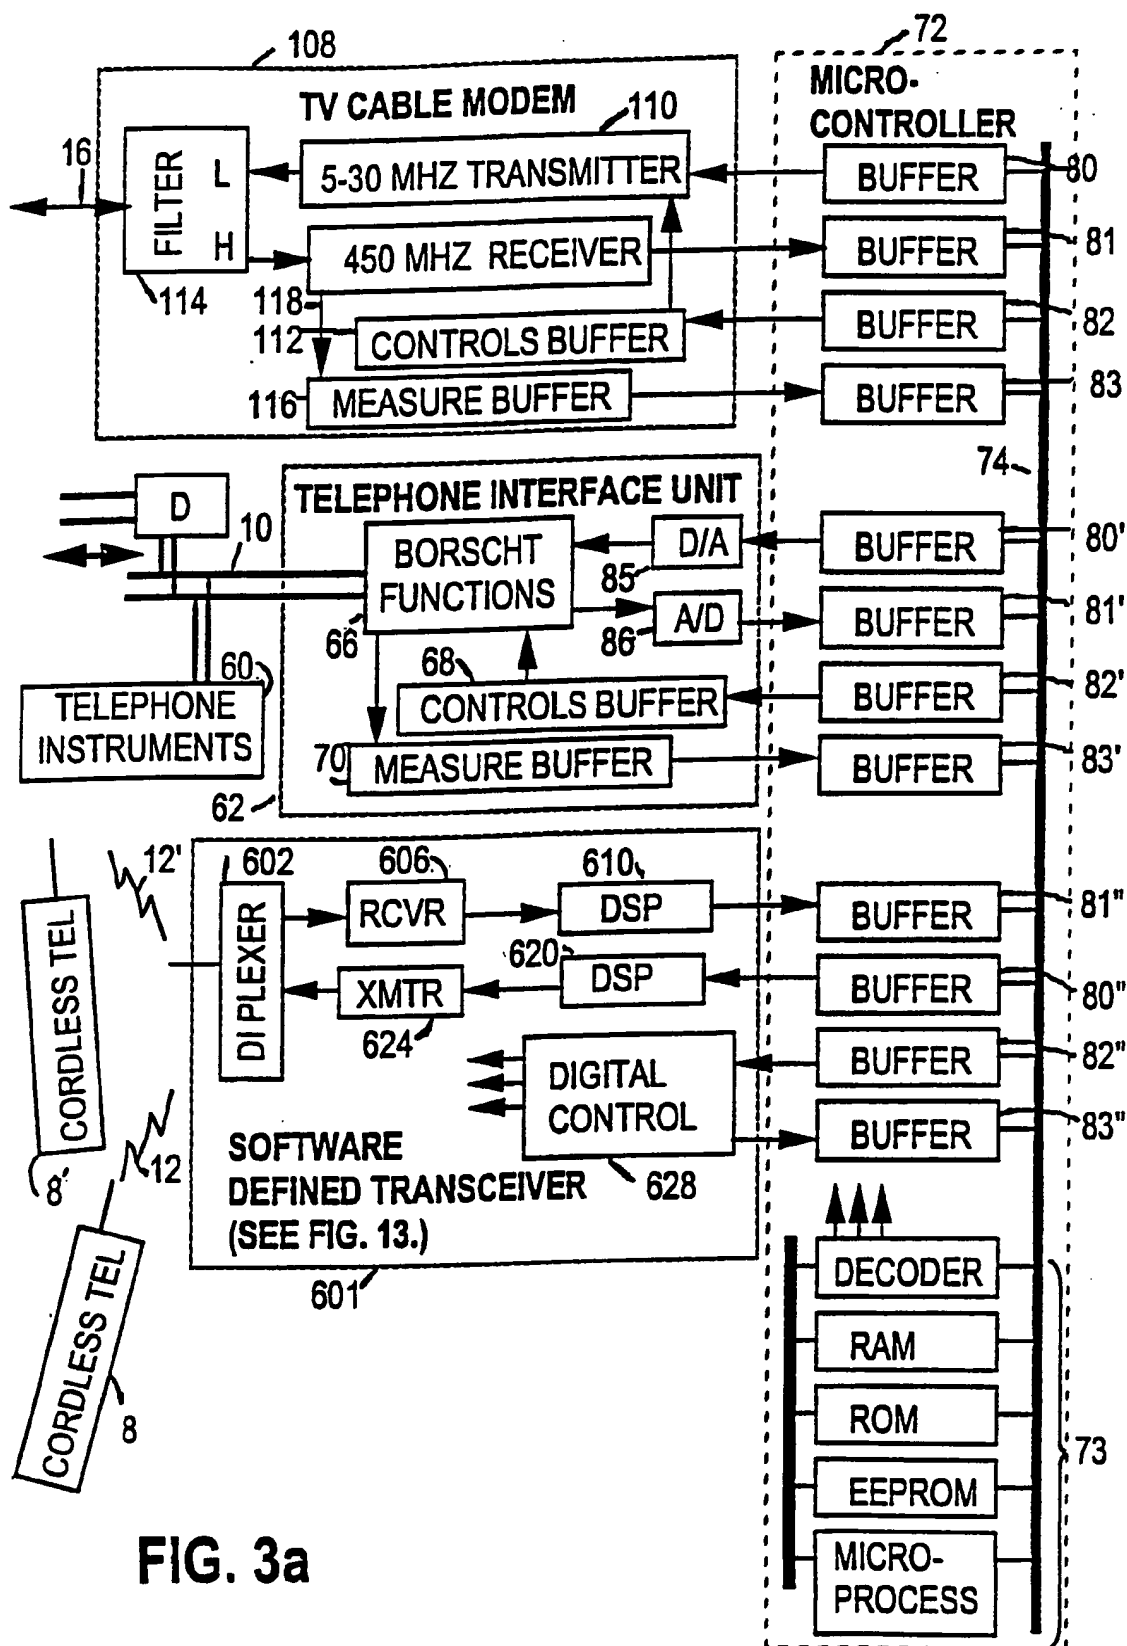 108
72
TV CABLE MODEM
110
MICRO-
CONTROLLER
16
FILTER
L
H
5-30 MHZ TRANSMITTER
BUFFER
80
450 MHZ RECEIVER
BUFFER
81
114
118
112
CONTROLS BUFFER
BUFFER
82
116
MEASURE BUFFER
BUFFER
83
74
D
10
TELEPHONE INTERFACE UNIT
BORSCHT
FUNCTIONS
D/A
85
BUFFER
80'
A/D
86
BUFFER
81'
66
68
60
TELEPHONE
INSTRUMENTS
CONTROLS BUFFER
BUFFER
82'
70
MEASURE BUFFER
BUFFER
83'
62
12'
602
606
610
DIPLEXER
RCVR
DSP
BUFFER
81"
CORDLESS TEL
620
XMTR
DSP
BUFFER
80"
624
DIGITAL
CONTROL
BUFFER
82"
BUFFER
83"
8'
12
628
SOFTWARE
DEFINED TRANSCEIVER
(SEE FIG. 13.)
601
CORDLESS TEL
8
DECODER
RAM
ROM
73
EEPROM
MICRO-
PROCESS
FIG. 3a